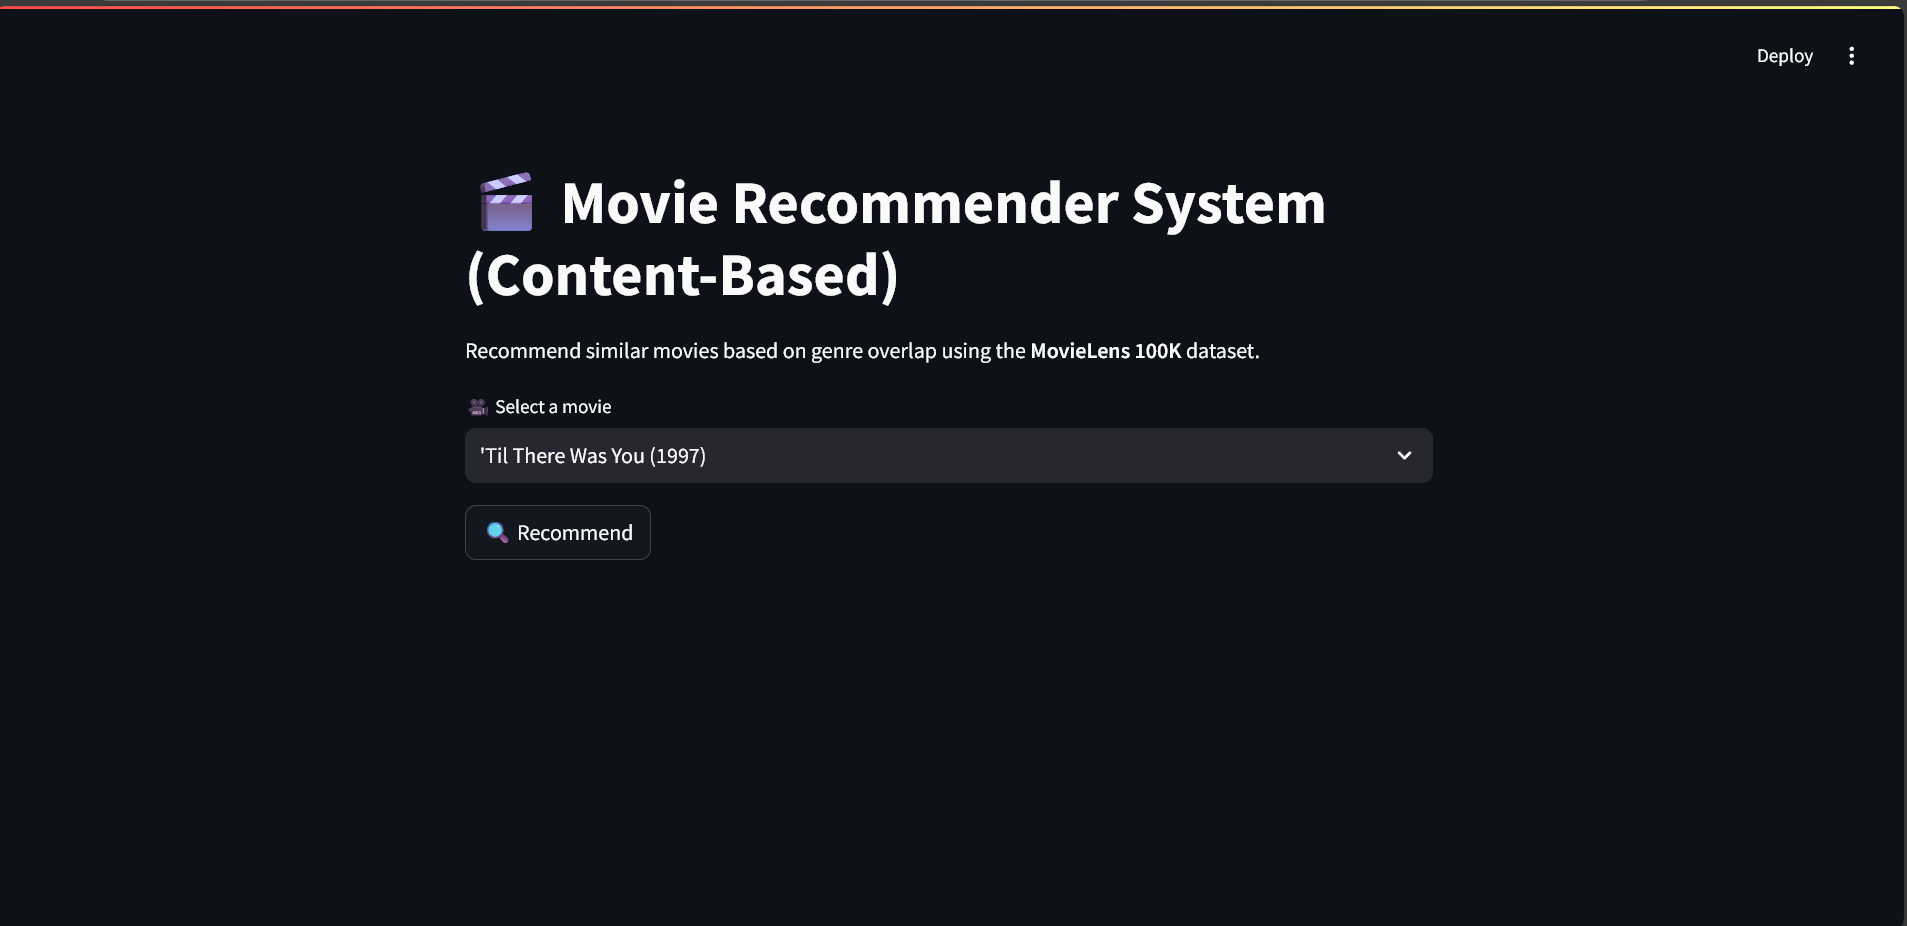 Deploy
Movie Recommender System
(Content-Based)
Recommend similar movies based on genre overlap using the MovieLens 100K dataset.
Select a movie
'Til There Was You (1997)
Recommend